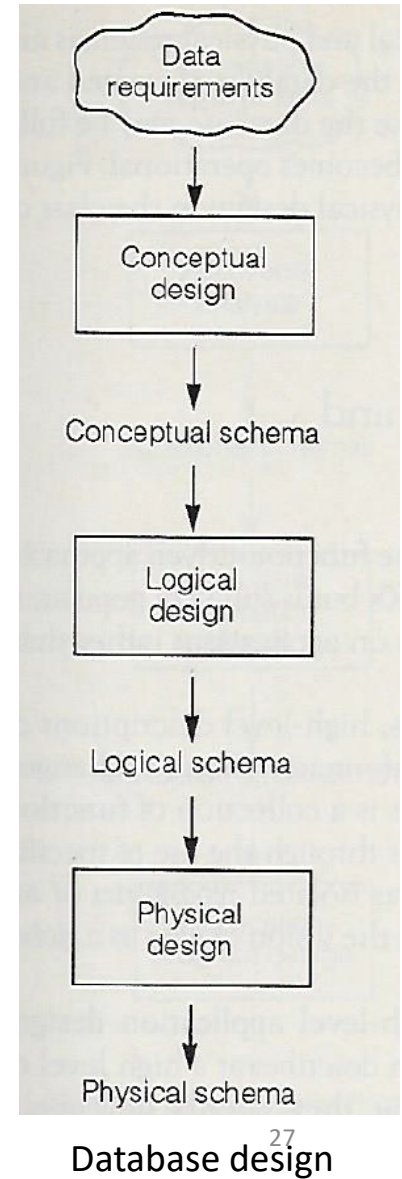 Data
requirements
Conceptual
design
Conceptual schema
Logical
design
Logical schema
Physical
design
Physical schema
27
Database design